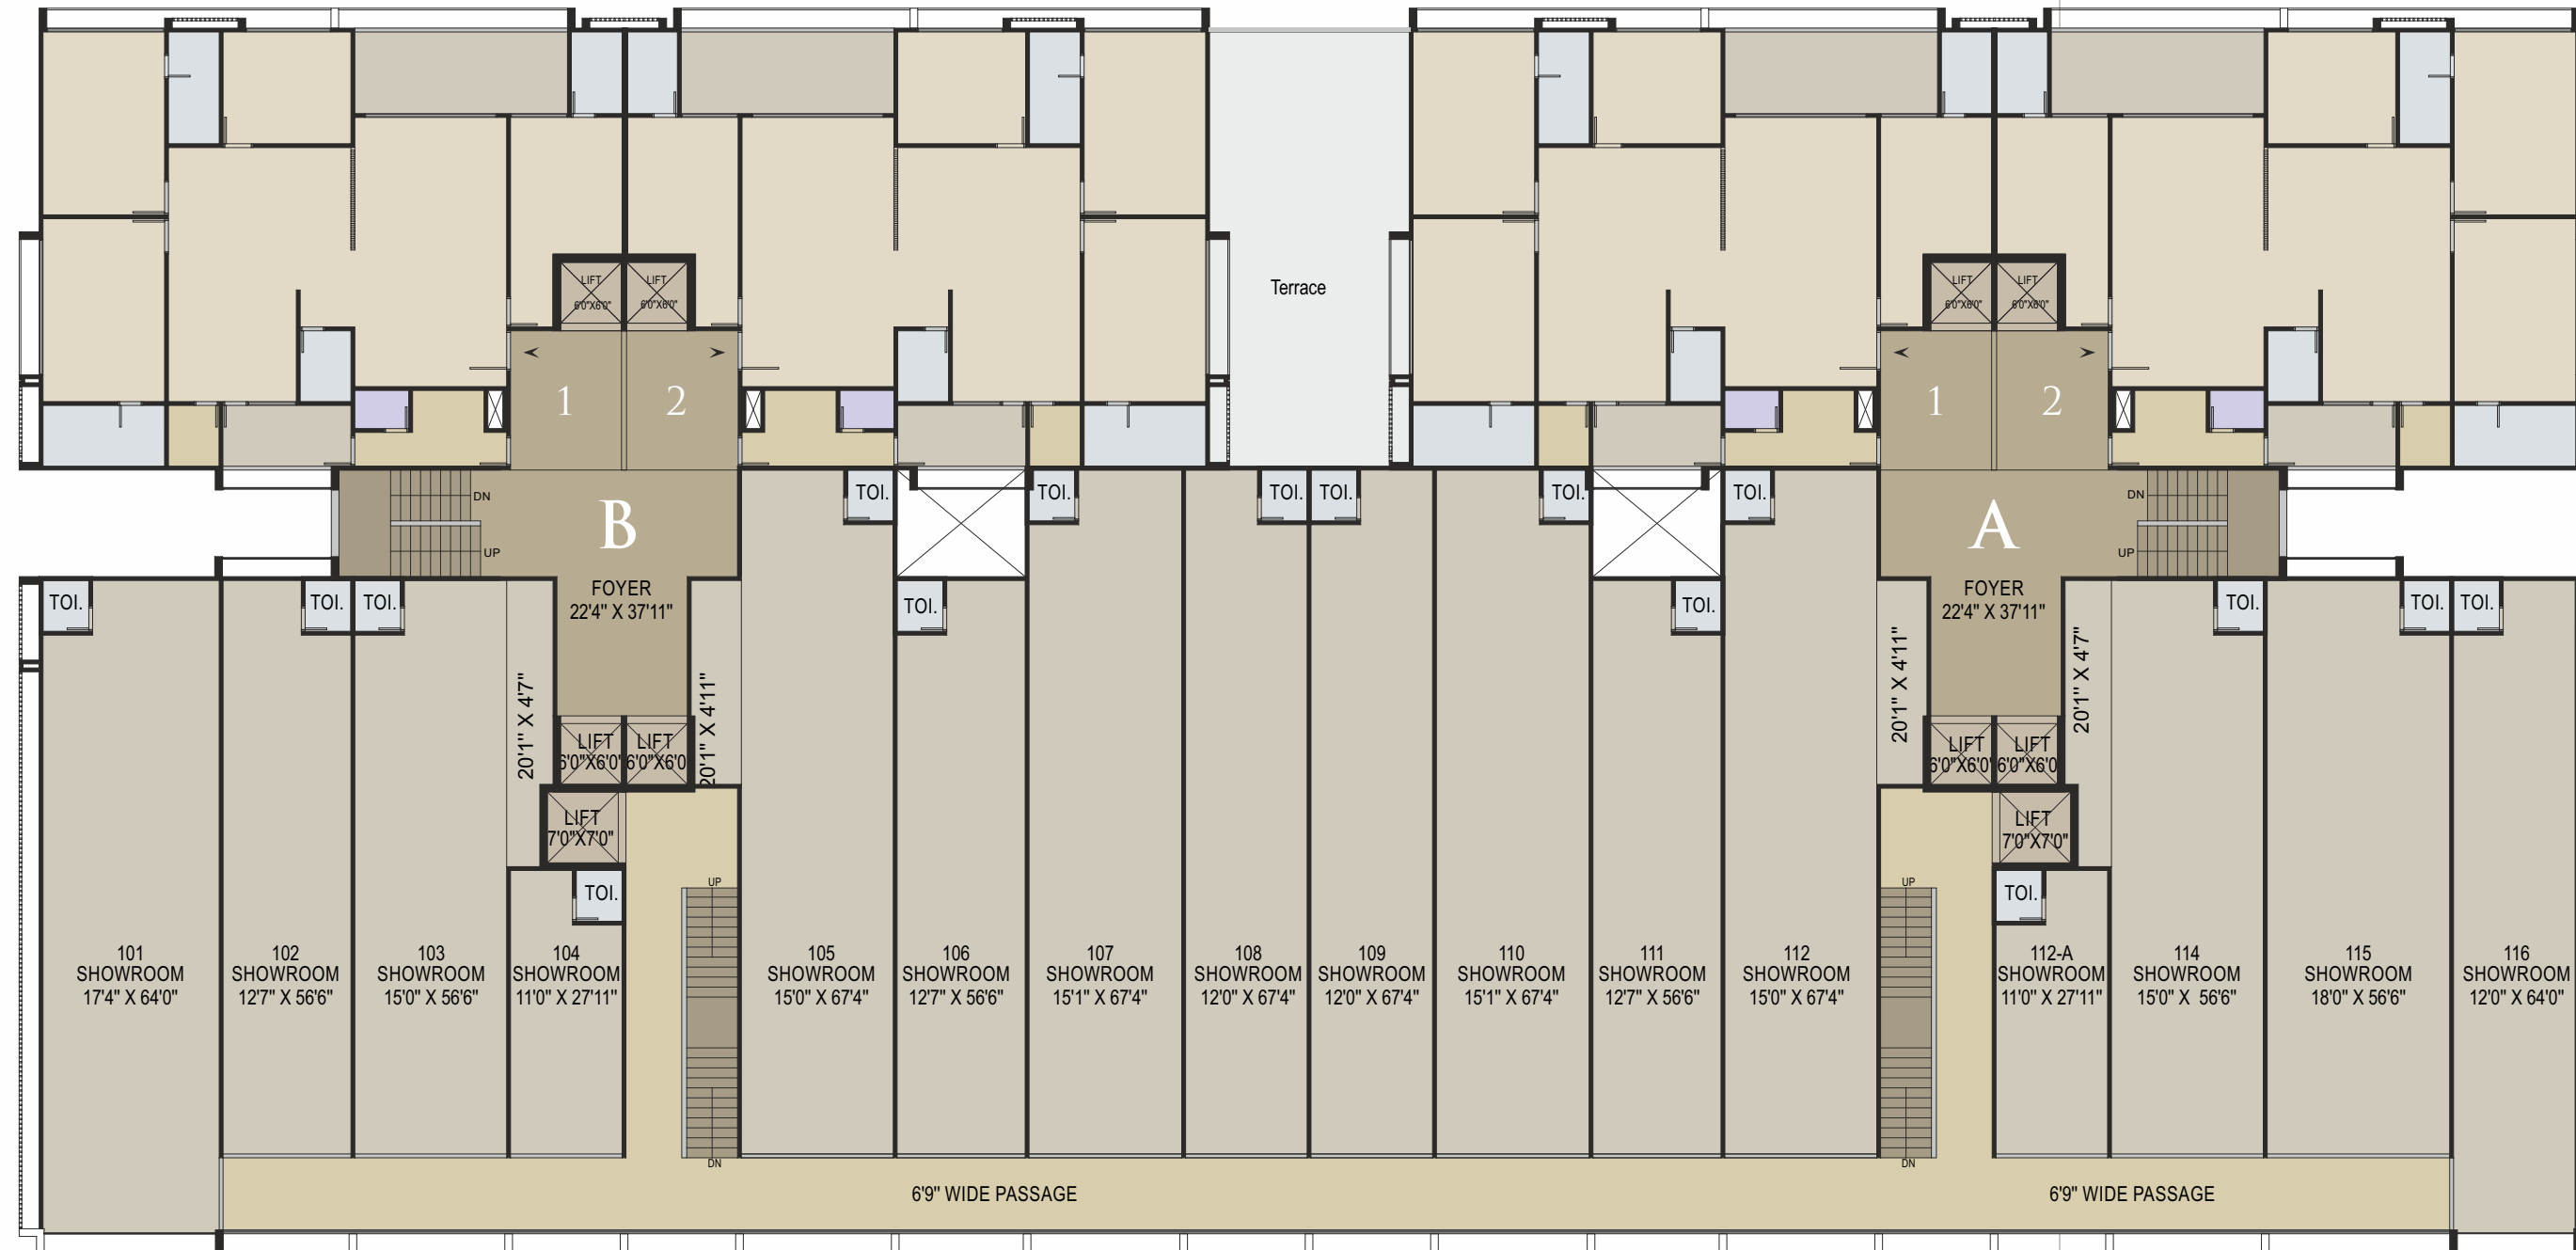 LIFT
6'0"X6'0"
LIFT
6'0"X6'0"
Terrace
LIFT
6'0"X6'0"
LIFT
6'0"X6'0"
1
2
1
2
DN
UP
B
TOI.
TOI.
TOI.
TOI.
TOI.
TOI.
A
DN
UP
FOYER
22'4" X 37'11"
FOYER
22'4" X 37'11"
TOI.
TOI.
TOI.
TOI.
TOI.
TOI.
TOI.
TOI.
20'1" X 4'7"
20'1" X 4'11"
20'1" X 4'11"
20'1" X 4'7"
LIFT
6'0"X6'0"
LIFT
6'0"X6'0
LIFT
6'0"X6'0"
LIFT
6'0"X6'0
LIFT
7'0"X7'0"
LIFT
7'0"X7'0"
TOI.
UP
UP
TOI.
101
SHOWROOM
17'4" X 64'0"
102
SHOWROOM
12'7" X 56'6"
103
SHOWROOM
15'0" X 56'6"
104
SHOWROOM
11'0" X 27'11"
105
SHOWROOM
15'0" X 67'4"
106
SHOWROOM
12'7" X 56'6"
107
SHOWROOM
15'1" X 67'4"
108
SHOWROOM
12'0" X 67'4"
109
SHOWROOM
12'0" X 67'4"
110
SHOWROOM
15'1" X 67'4"
111
SHOWROOM
12'7" X 56'6"
112
SHOWROOM
15'0" X 67'4"
112-A
SHOWROOM
11'0" X 27'11"
114
SHOWROOM
15'0" X 56'6"
115
SHOWROOM
18'0" X 56'6"
116
SHOWROOM
12'0" X 64'0"
DN
DN
6'9" WIDE PASSAGE
6'9" WIDE PASSAGE